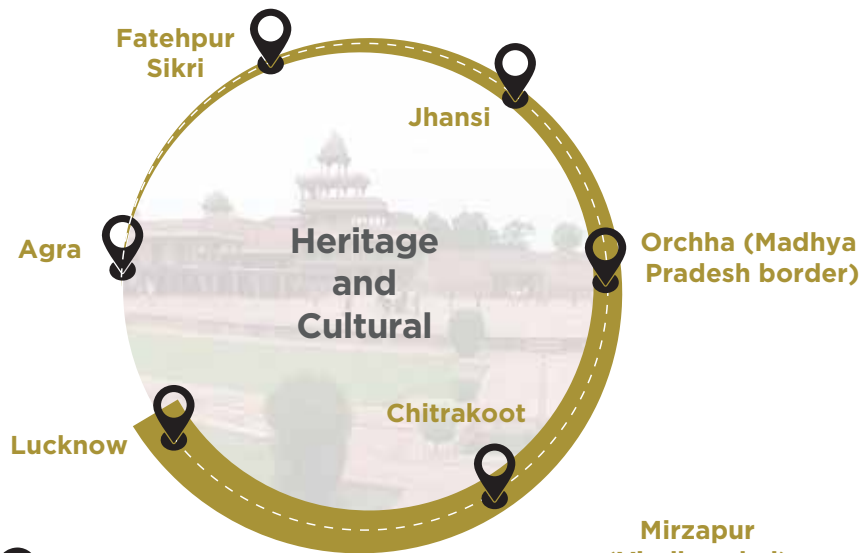 Fatehpur
Sikri
Jhansi
Agra
Heritage
and
Cultural
Orchha (Madhya
Pradesh border)
Chitrakoot
Lucknow
Mirzapur